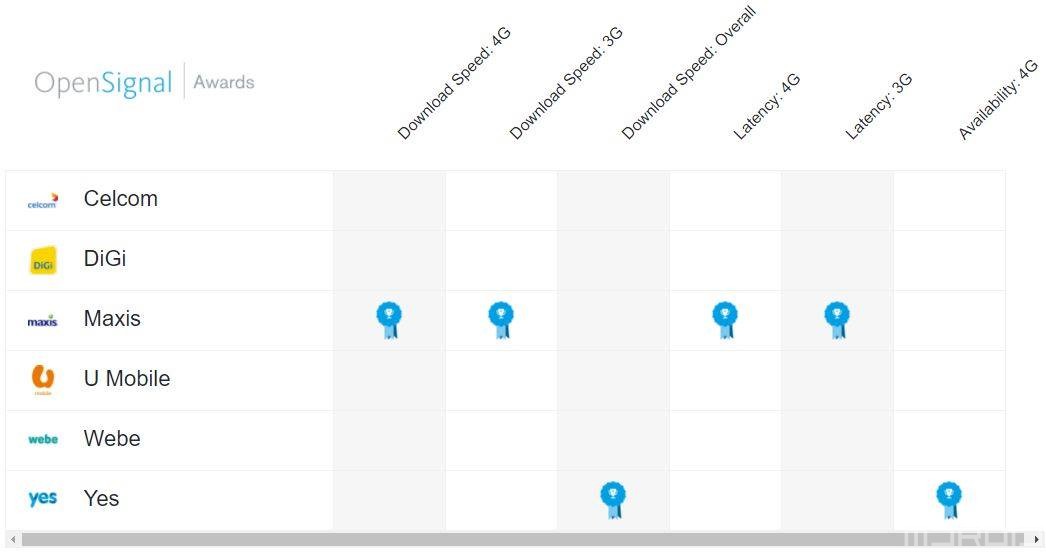 OpenSignal Awards
Download Speed: 4G
Download Speed: 3G
Download Speed: Overall
Latency: 4G
Latency: 3G
Availability: 4G
celcom Celcom
DiGi DiGi
maxis Maxis
mobile U Mobile
webe Webe
yes Yes